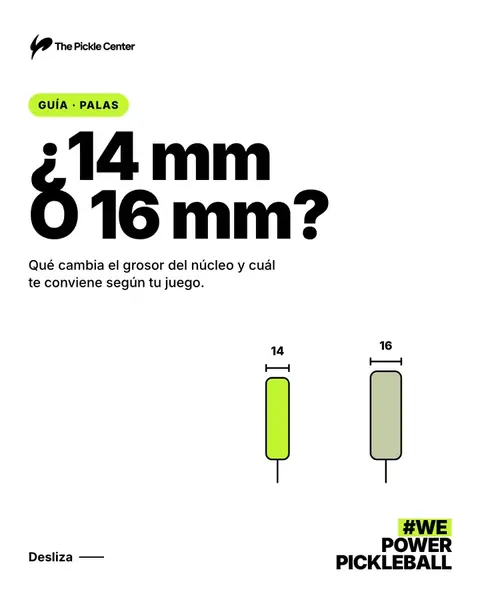 The Pickle Center
GUÍA · PALAS
¿14 mm
O 16 mm?
Qué cambia el grosor del núcleo y cuál
te conviene según tu juego.
14
16
Desliza
#WE
POWER
PICKLEBALL